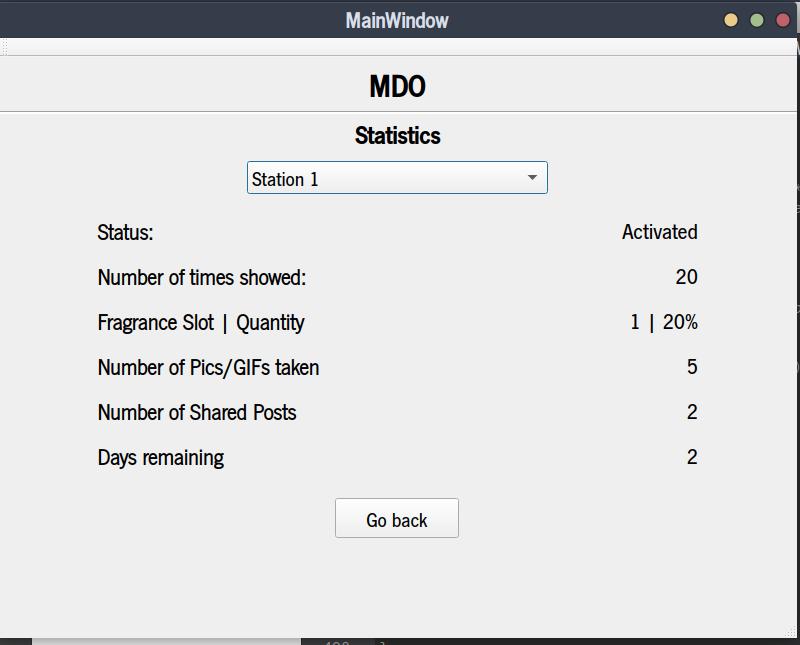 MainWindow
MDO
Statistics
Station 1
Status: Activated
Number of times showed: 20
Fragrance Slot | Quantity 1 | 20%
Number of Pics/GIFs taken 5
Number of Shared Posts 2
Days remaining 2
Go back